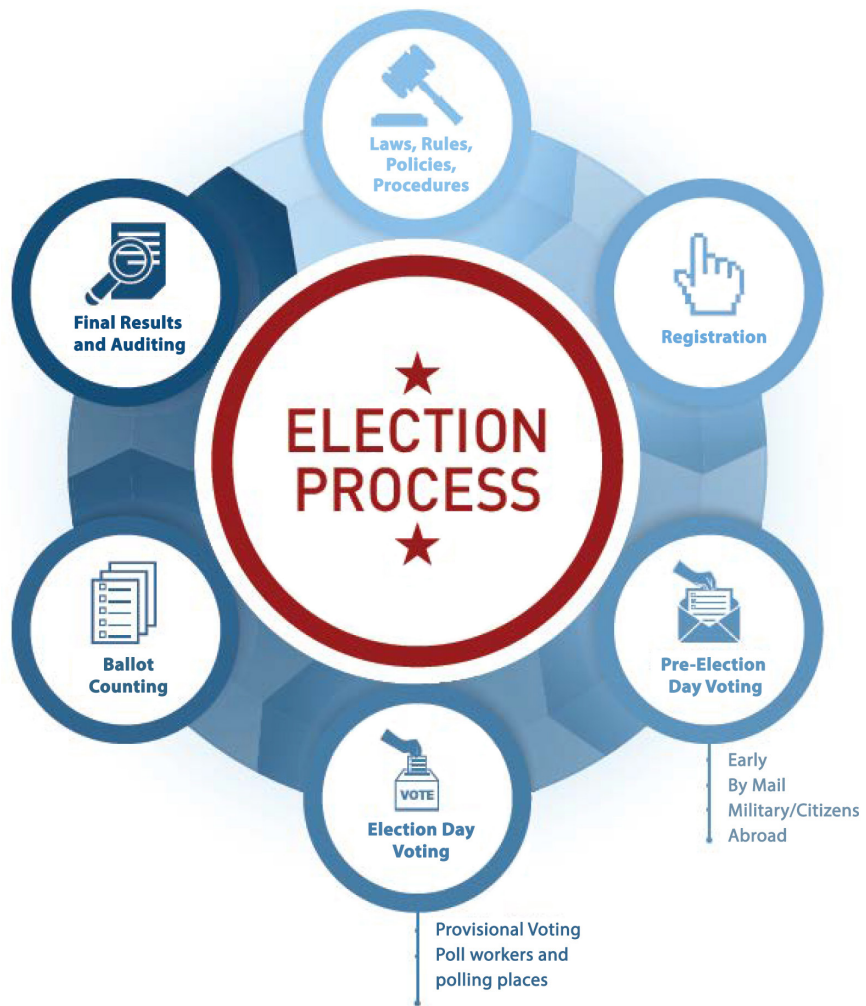 Laws, Rules,
Policies,
Procedures
Registration
Pre-Election
Day Voting
Early
By Mail
Military/Citizens
Abroad
VOTE
Election Day
Voting
Provisional Voting
Poll workers and
polling places
Ballot
Counting
Final Results
and Auditing
ELECTION
PROCESS